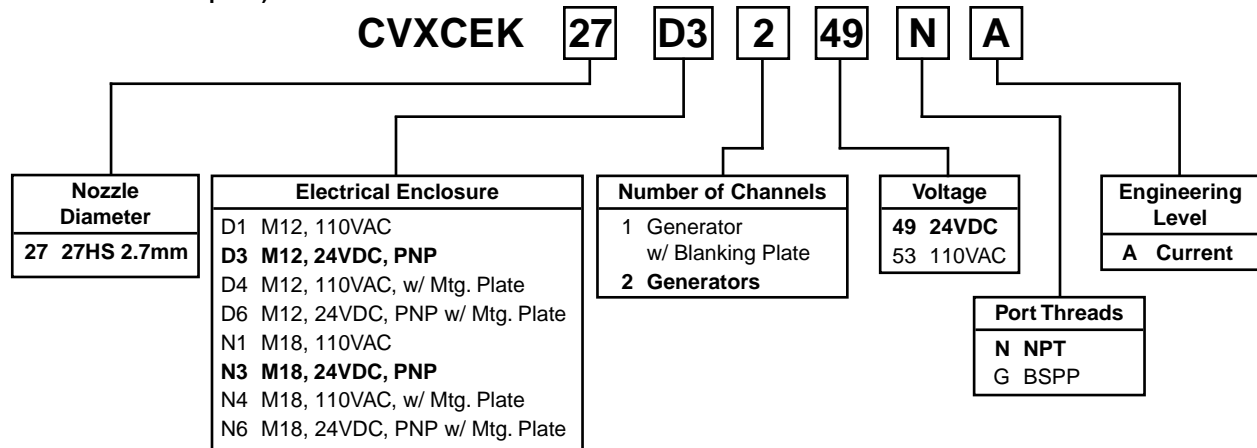 CVXCEK 27 D3 2 49 N A
Nozzle
Diameter
27 27HS 2.7mm
Electrical Enclosure
D1 M12, 110VAC
D3 M12, 24VDC, PNP
D4 M12, 110VAC, w/ Mtg. Plate
D6 M12, 24VDC, PNP w/ Mtg. Plate
N1 M18, 110VAC
N3 M18, 24VDC, PNP
N4 M18, 110VAC, w/ Mtg. Plate
N6 M18, 24VDC, PNP w/ Mtg. Plate
Number of Channels
1 Generator
w/ Blanking Plate
2 Generators
Voltage
49 24VDC
53 110VAC
Port Threads
N NPT
G BSPP
Engineering
Level
A Current